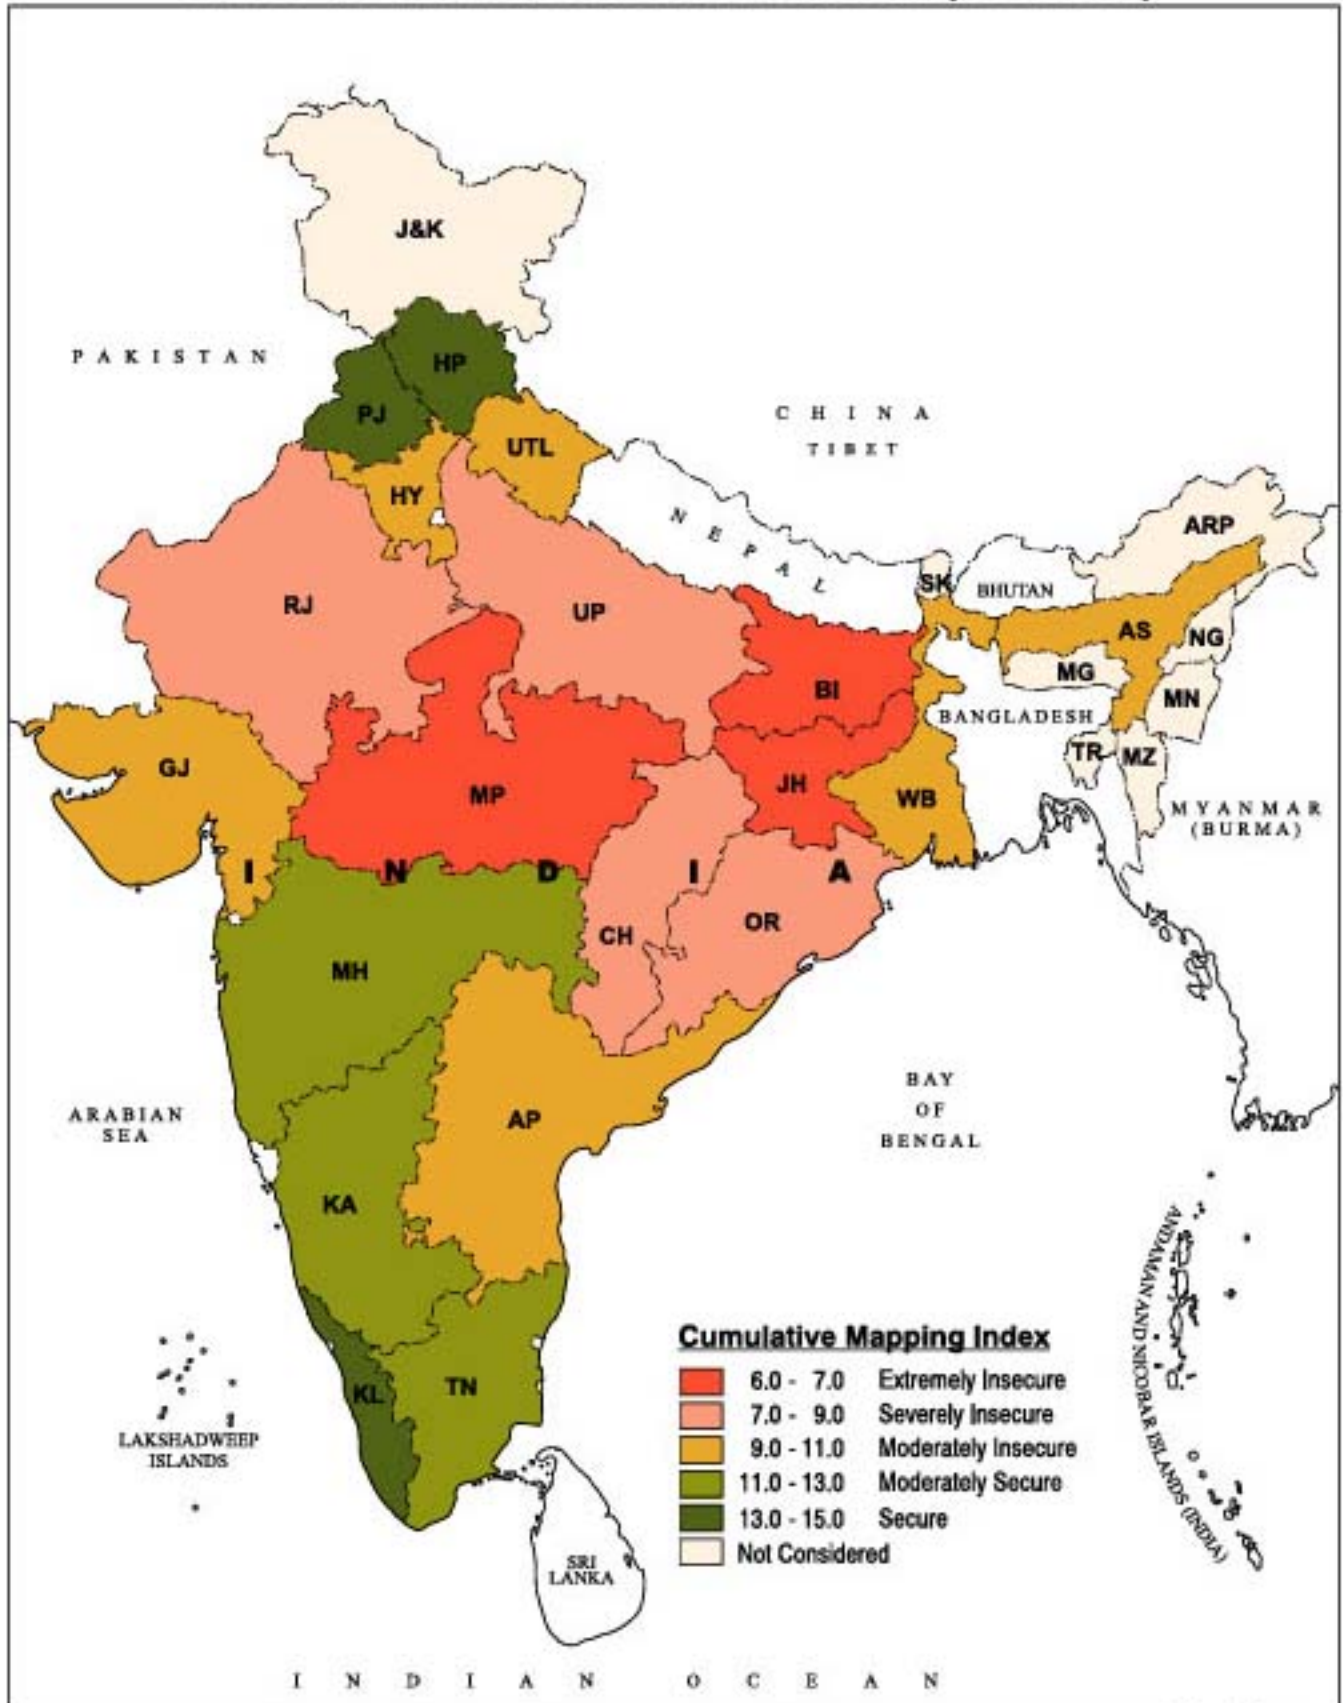 J&K
PAKISTAN
HP
PJ
CHINA
TIBET
UTL
HY
NEPAL
ARP
SK
BHUTAN
RJ
UP
AS
NG
MG
BI
MN
BANGLADESH
GJ
TR
MZ
MP
JH
WB
MYANMAR
(BURMA)
INDIA
CH
OR
MH
BAY
OF
BENGAL
ARABIAN
SEA
AP
KA
ANDAMAN AND NICOBAR ISLANDS (INDIA)
Cumulative Mapping Index
6.0 - 7.0 Extremely Insecure
7.0 - 9.0 Severely Insecure
9.0 - 11.0 Moderately Insecure
11.0 - 13.0 Moderately Secure
13.0 - 15.0 Secure
Not Considered
KL
TN
LAKSHADWEEP
ISLANDS
SRI
LANKA
INDIAN OCEAN